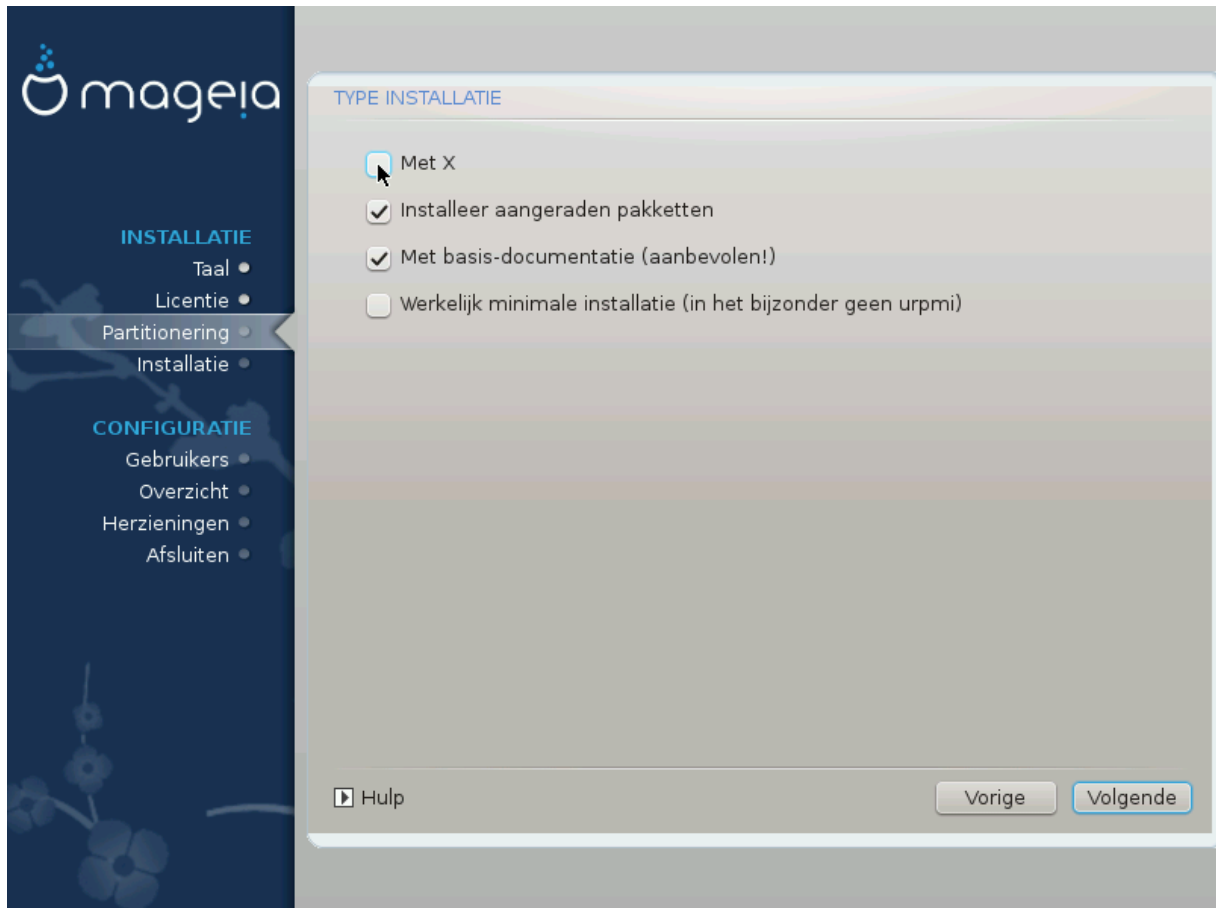 mageia
INSTALLATIE
Taal
Licentie
Partitionering
Installatie
CONFIGURATIE
Gebruikers
Overzicht
Herzieningen
Afsluiten
TYPE INSTALLATIE
Met X
Installeer aangeraden pakketten
Met basis-documentatie (aanbevolen!)
Werkelijk minimale installatie (in het bijzonder geen urpmi)
Hulp
Vorige
Volgende